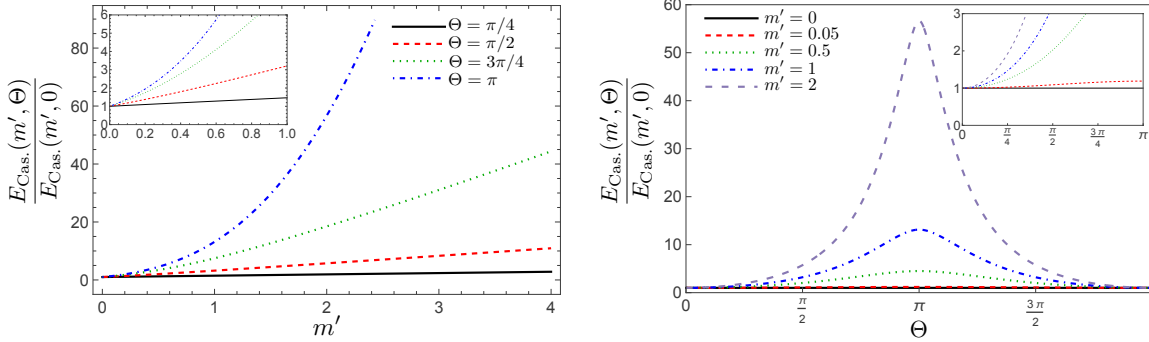 E_Cas.(m′, Θ)
E_Cas.(m′, 0)
80
60
40
20
0
0
1
2
3
4
m′
6
5
4
3
2
1
0
0.0
0.2
0.4
0.6
0.8
1.0
Θ = π/4
Θ = π/2
Θ = 3π/4
Θ = π
E_Cas.(m′, Θ)
E_Cas.(m′, 0)
60
50
40
30
20
10
0
0
π/2
π
3π/2
Θ
m′ = 0
m′ = 0.05
m′ = 0.5
m′ = 1
m′ = 2
3
2
1
0
0
π/4
π/2
3π/4
π